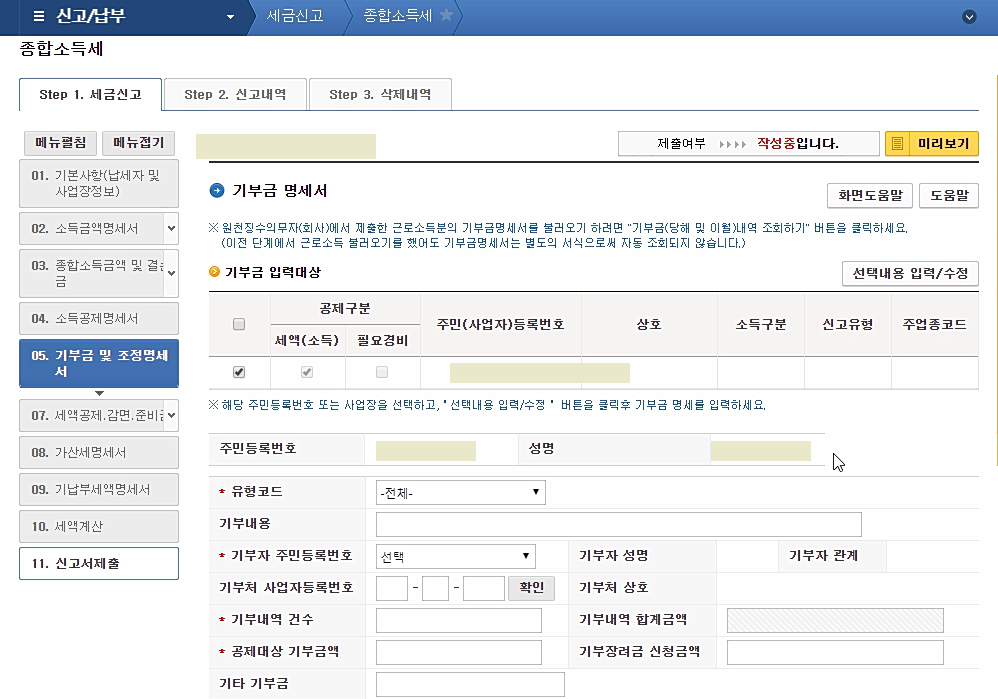 신고/납부 세금신고 종합소득세
종합소득세
Step 1. 세금신고 Step 2. 신고내역 Step 3. 삭제내역
메뉴펼침 메뉴접기
제출여부 작성중입니다. 미리보기
01. 기본사항(납세자 및
사업장정보)
02. 소득금액명세서
03. 종합소득금액 및 결손
금
04. 소득공제명세서
05. 기부금 및 조정명세
서
07. 세액공제.감면.준비금
08. 가산세명세서
09. 기납부세액명세서
10. 세액계산
11. 신고서제출
기부금 명세서
화면도움말 도움말
※ 원천징수의무자(회사)에서 제출한 근로소득분의 기부금명세서를 불러오기 하려면 "기부금(당해 및 이월)내역 조회하기" 버튼을 클릭하세요.
(이전 단계에서 근로소득 불러오기를 했어도 기부금명세서는 별도의 서식으로써 자동 조회되지 않습니다.)
기부금 입력대상
선택내용 입력/수정
공제구분 주민(사업자)등록번호 상호 소득구분 신고유형 주업종코드
세액(소득) 필요경비
※ 해당 주민등록번호 또는 사업장을 선택하고, " 선택내용 입력/수정 " 버튼을 클릭후 기부금 명세를 입력하세요.
주민등록번호 성명
* 유형코드 -전체-
기부내용
* 기부자 주민등록번호 선택 기부자 성명 기부자 관계
기부처 사업자등록번호 - - 확인 기부처 상호
* 기부내역 건수 기부내역 합계금액
* 공제대상 기부금액 기부장려금 신청금액
기타 기부금